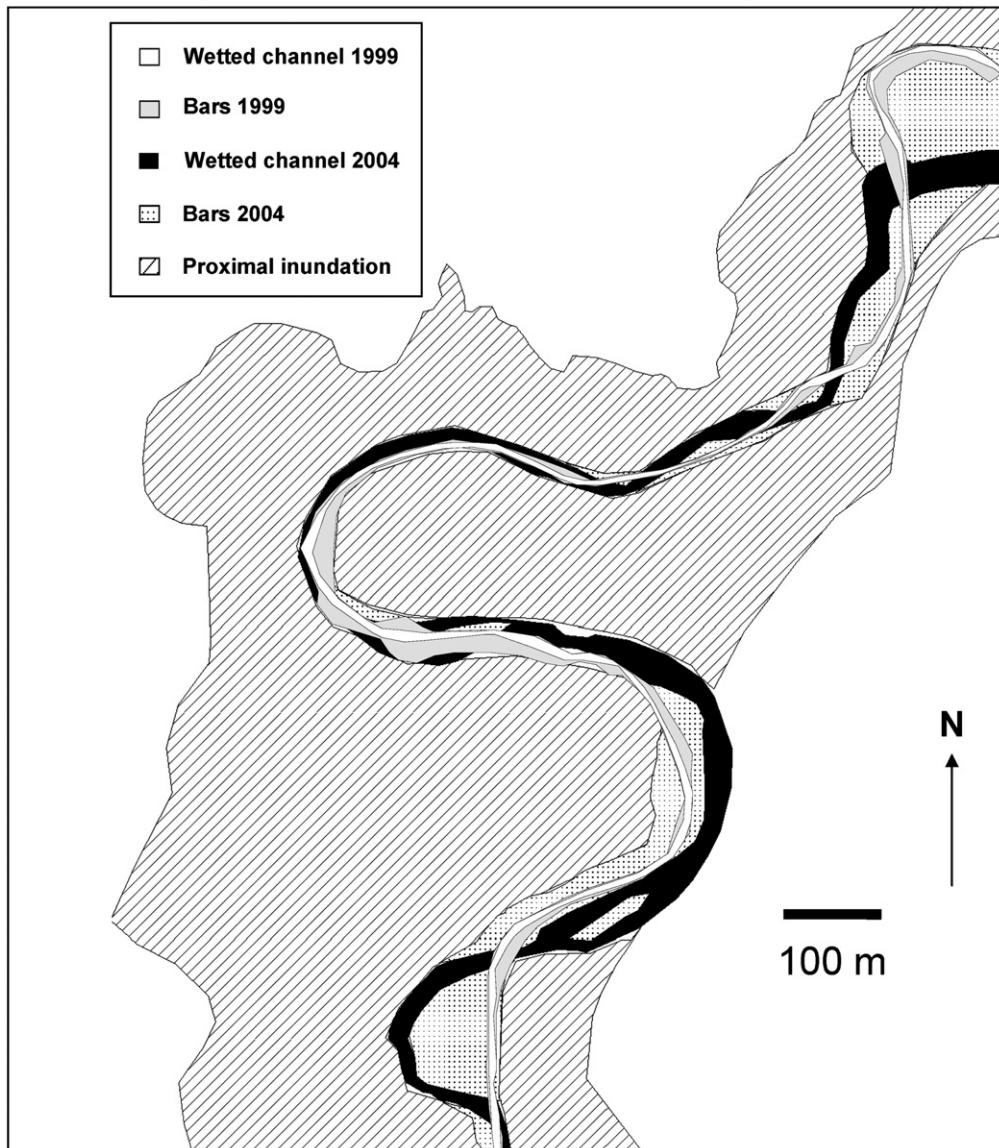 Wetted channel 1999
Bars 1999
Wetted channel 2004
Bars 2004
Proximal inundation
N
100 m